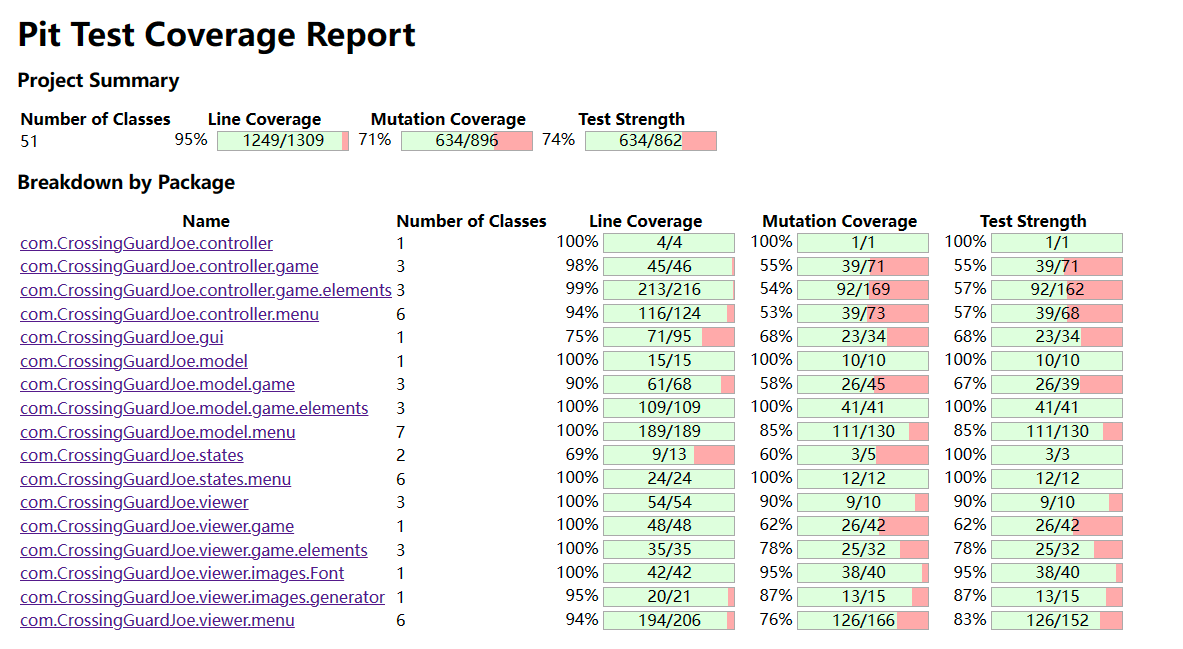 Pit Test Coverage Report
Project Summary
Number of Classes Line Coverage Mutation Coverage Test Strength
51 95% 1249/1309 71% 634/896 74% 634/862
Breakdown by Package
Name Number of Classes Line Coverage Mutation Coverage Test Strength
com.CrossingGuardJoe.controller 1 100% 4/4 100% 1/1 100% 1/1
com.CrossingGuardJoe.controller.game 3 98% 45/46 55% 39/71 55% 39/71
com.CrossingGuardJoe.controller.game.elements 3 99% 213/216 54% 92/169 57% 92/162
com.CrossingGuardJoe.controller.menu 6 94% 116/124 53% 39/73 57% 39/68
com.CrossingGuardJoe.gui 1 75% 71/95 68% 23/34 68% 23/34
com.CrossingGuardJoe.model 1 100% 15/15 100% 10/10 100% 10/10
com.CrossingGuardJoe.model.game 3 90% 61/68 58% 26/45 67% 26/39
com.CrossingGuardJoe.model.game.elements 3 100% 109/109 100% 41/41 100% 41/41
com.CrossingGuardJoe.model.menu 7 100% 189/189 85% 111/130 85% 111/130
com.CrossingGuardJoe.states 2 69% 9/13 60% 3/5 100% 3/3
com.CrossingGuardJoe.states.menu 6 100% 24/24 100% 12/12 100% 12/12
com.CrossingGuardJoe.viewer 3 100% 54/54 90% 9/10 90% 9/10
com.CrossingGuardJoe.viewer.game 1 100% 48/48 62% 26/42 62% 26/42
com.CrossingGuardJoe.viewer.game.elements 3 100% 35/35 78% 25/32 78% 25/32
com.CrossingGuardJoe.viewer.images.Font 1 100% 42/42 95% 38/40 95% 38/40
com.CrossingGuardJoe.viewer.images.generator 1 95% 20/21 87% 13/15 87% 13/15
com.CrossingGuardJoe.viewer.menu 6 94% 194/206 76% 126/166 83% 126/152